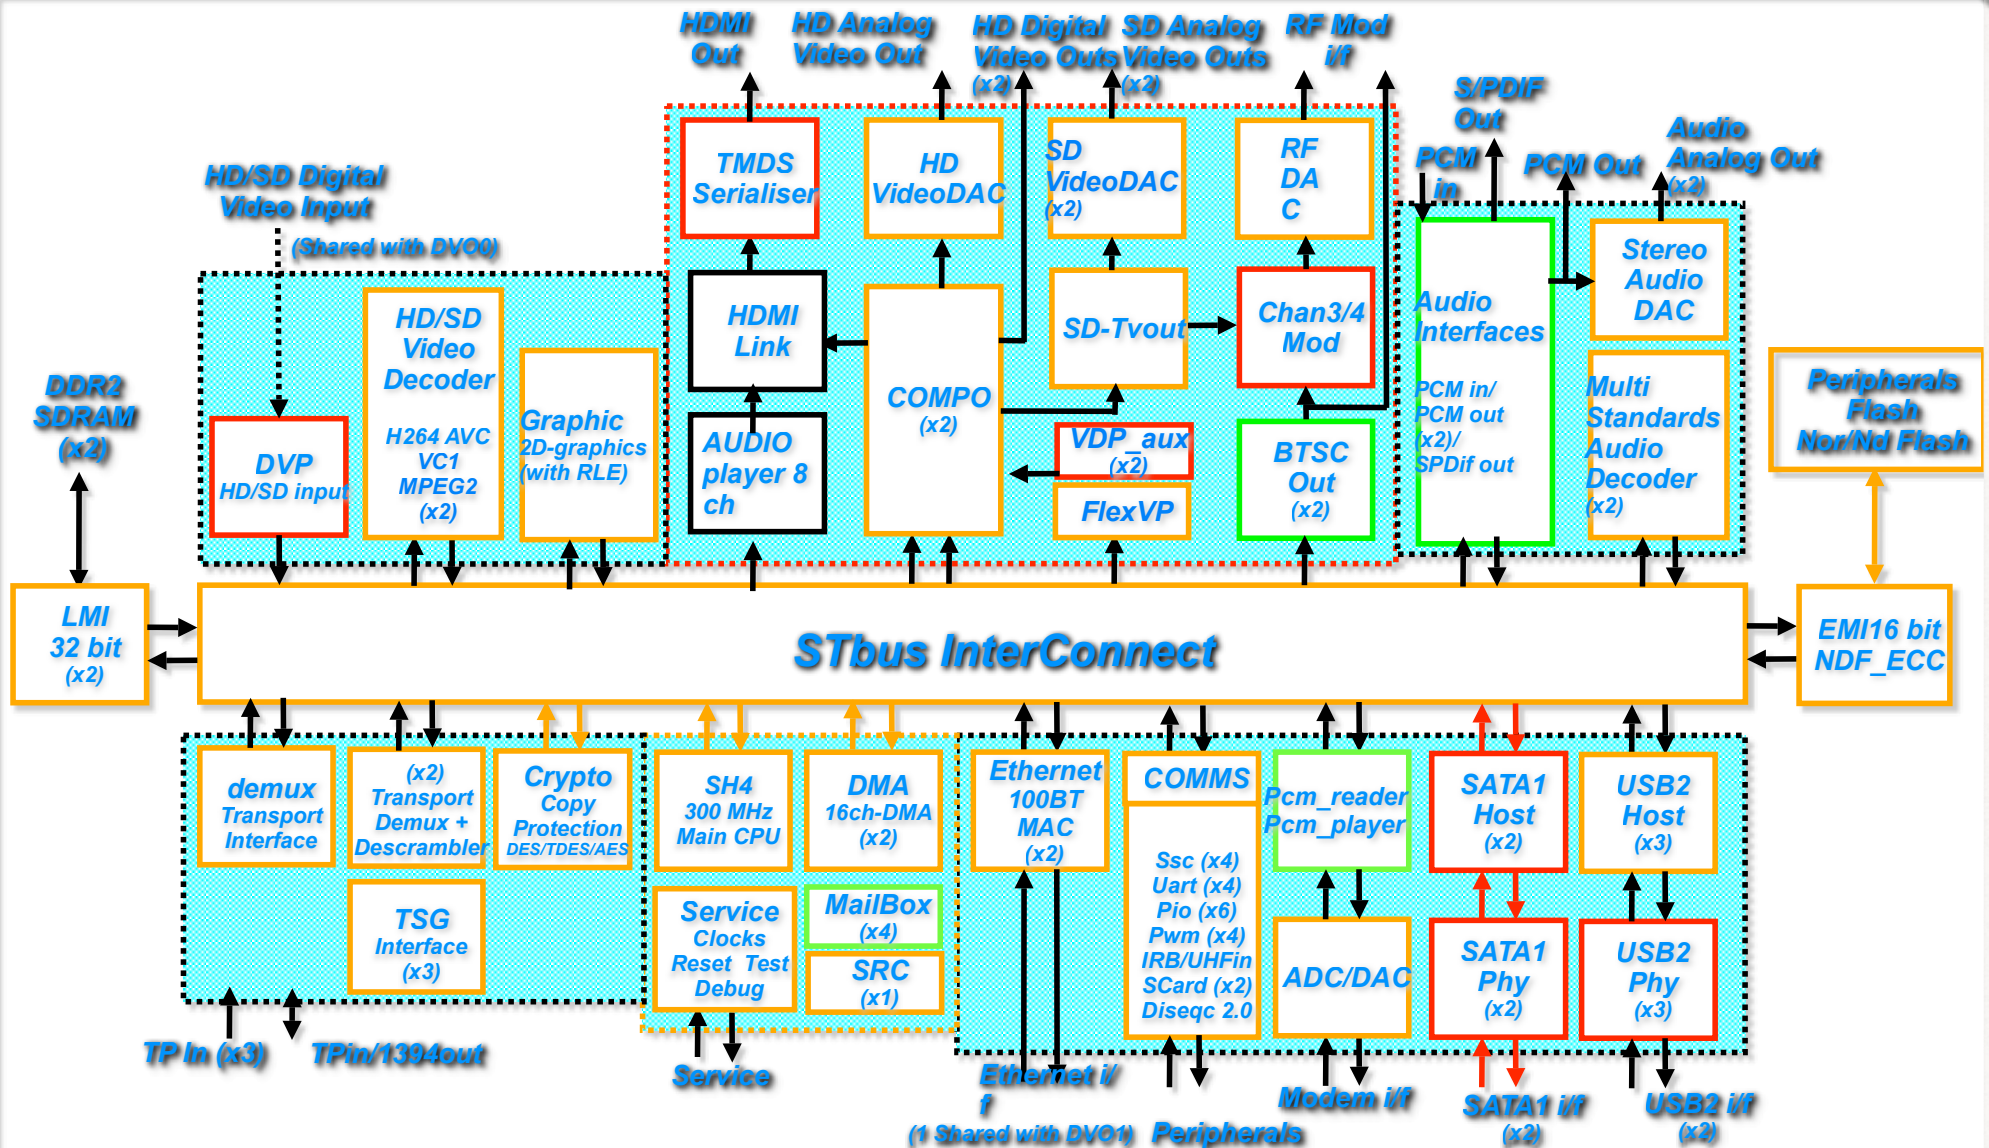 HDMI
Out
HD Analog
Video Out
HD Digital
Video Outs
(x2)
SD Analog
Video Outs
(x2)
RF Mod
i/f
S/PDIF
Out
PCM
in
PCM Out
Audio
Analog Out
(x2)
HD/SD Digital
Video Input
(Shared with DVO0)
TMDS
Serialiser
HD
VideoDAC
SD
VideoDAC
(x2)
RF
DA
C
Stereo
Audio
DAC
HD/SD
Video
Decoder
H264 AVC
VC1
MPEG2
(x2)
HDMI
Link
COMPO
(x2)
SD-Tvout
Chan3/4
Mod
Audio
Interfaces
PCM in/
PCM out
(x2)/
SPDif out
Multi
Standards
Audio
Decoder
(x2)
DDR2
SDRAM
(x2)
DVP
HD/SD input
Graphic
2D-graphics
(with RLE)
AUDIO
player 8
ch
VDP_aux
(x2)
FlexVP
BTSC
Out
(x2)
Peripherals
Flash
Nor/Nd Flash
LMI
32 bit
(x2)
STbus InterConnect
EMI16 bit
NDF_ECC
demux
Transport
Interface
(x2)
Transport
Demux +
Descrambler
Crypto
Copy
Protection
DES/TDES/AES
SH4
300 MHz
Main CPU
DMA
16ch-DMA
(x2)
Ethernet
100BT
MAC
(x2)
COMMS
Ssc (x4)
Uart (x4)
Pio (x6)
Pwm (x4)
IRB/UHFin
SCard (x2)
Diseqc 2.0
Pcm_reader
Pcm_player
SATA1
Host
(x2)
USB2
Host
(x3)
TSG
Interface
(x3)
Service
Clocks
Reset Test
Debug
MailBox
(x4)
SRC
(x1)
ADC/DAC
SATA1
Phy
(x2)
USB2
Phy
(x3)
TP In (x3)
TPin/1394out
Service
Ethernet i/
f
(1 Shared with DVO1)
Peripherals
Modem i/f
SATA1 i/f
(x2)
USB2 i/f
(x2)